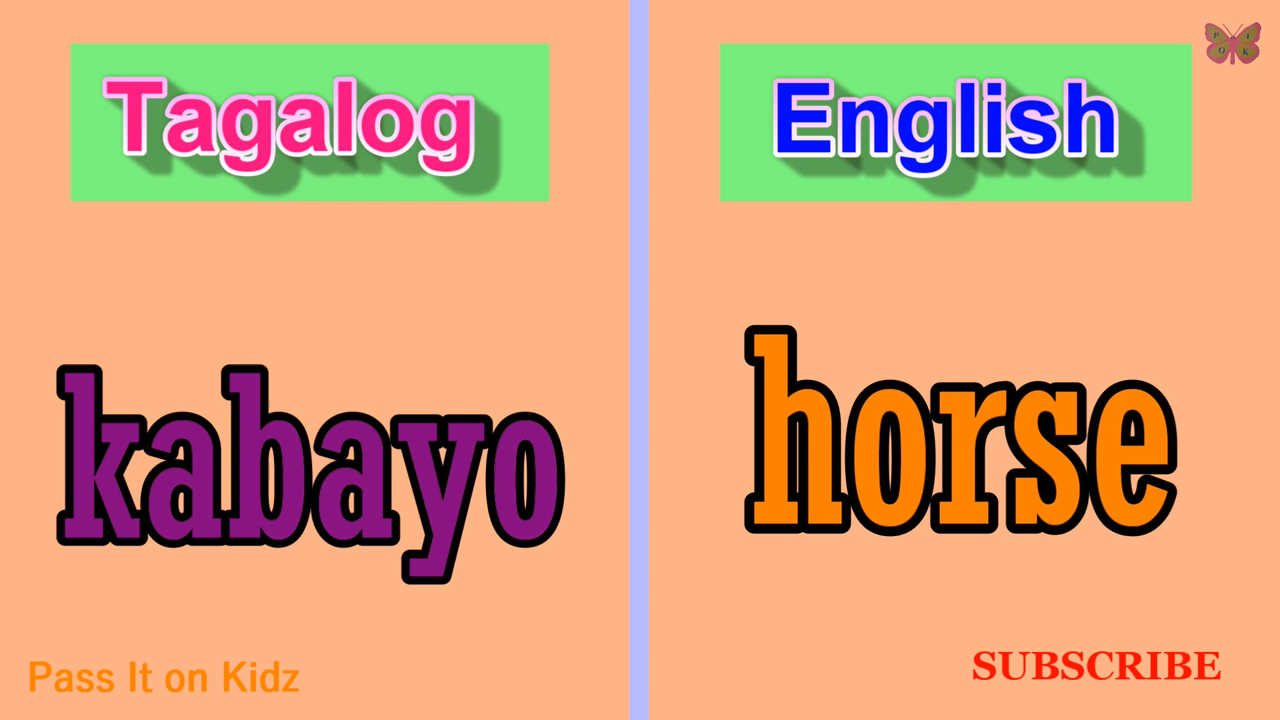 Tagalog
English
kabayo
horse
Pass It on Kidz
SUBSCRIBE
P I
O K